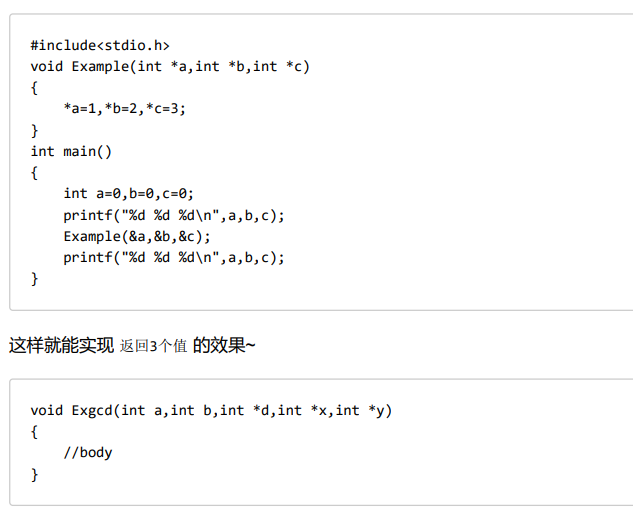 #include<stdio.h>
void Example(int *a,int *b,int *c)
{
    *a=1,*b=2,*c=3;
}
int main()
{
    int a=0,b=0,c=0;
    printf("%d %d %d\n",a,b,c);
    Example(&a,&b,&c);
    printf("%d %d %d\n",a,b,c);
}
这样就能实现 返回3个值 的效果~
void Exgcd(int a,int b,int *d,int *x,int *y)
{
    //body
}